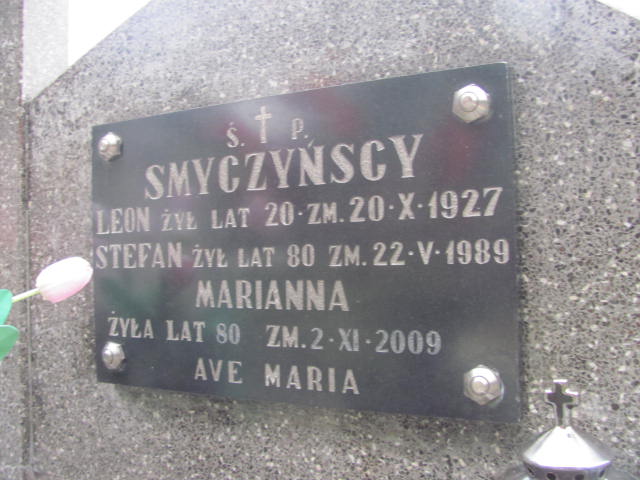 Ś. P.
SMYCZYŃSCY
LEON ŻYŁ LAT 20·ZM.20·X·1927
STEFAN ŻYŁ LAT 80 ZM.22·V·1989
MARIANNA
ŻYŁA LAT 80 ZM.2·XI·2009
AVE MARIA